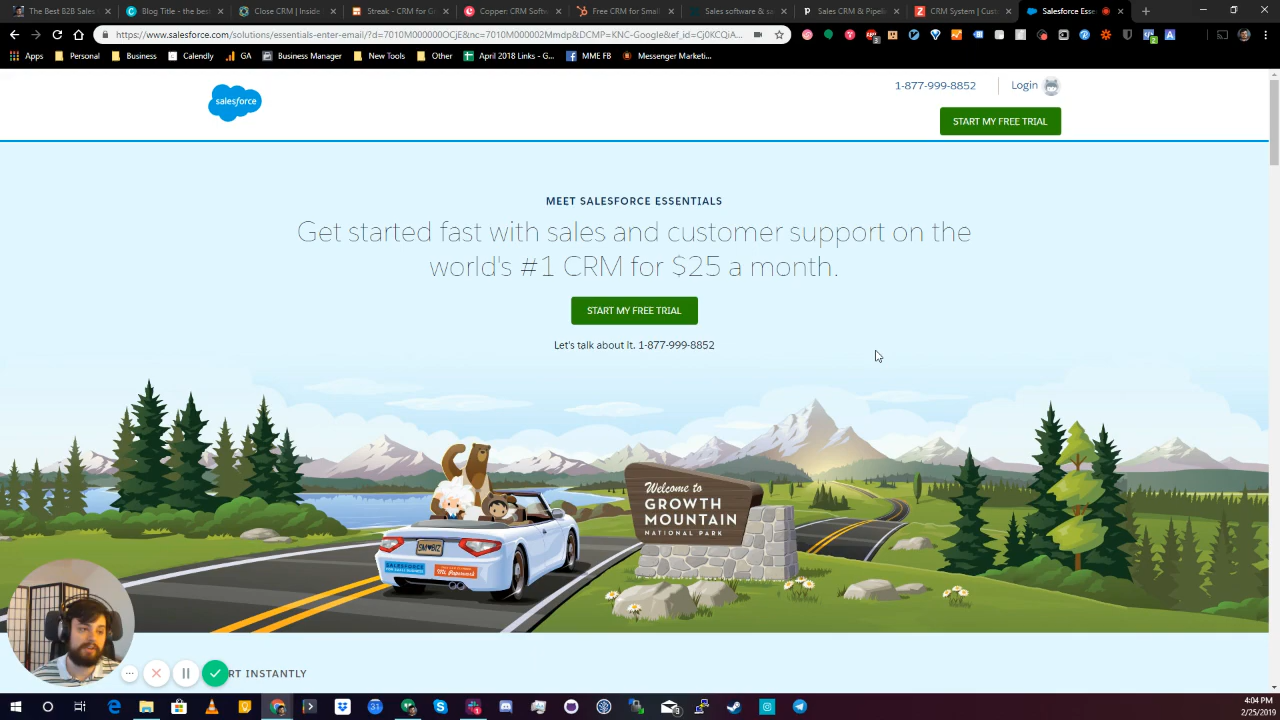 The Best B2B Sales
Blog Title - the bes
Close CRM | Inside
Streak - CRM for G
Copper: CRM Softw
Free CRM for Small
Sales software & sa
Sales CRM & Pipelin
CRM System | Cust
Salesforce Esse
https://www.salesforce.com/solutions/essentials-enter-email/?d=7010M000000OCjE&nc=7010M000002Mmdp&DCMP=KNC-Google&ef_id=Cj0KCQiA...
Apps
Personal
Business
Calendly
GA
Business Manager
New Tools
Other
April 2018 Links - G...
MME FB
Messenger Marketi...
salesforce
1-877-999-8852
Login
START MY FREE TRIAL
MEET SALESFORCE ESSENTIALS
Get started fast with sales and customer support on the
world's #1 CRM for $25 a month.
START MY FREE TRIAL
Let's talk about it. 1-877-999-8852
Welcome to
GROWTH
MOUNTAIN
NATIONAL PARK
RT INSTANTLY
4:04 PM
2/25/2019